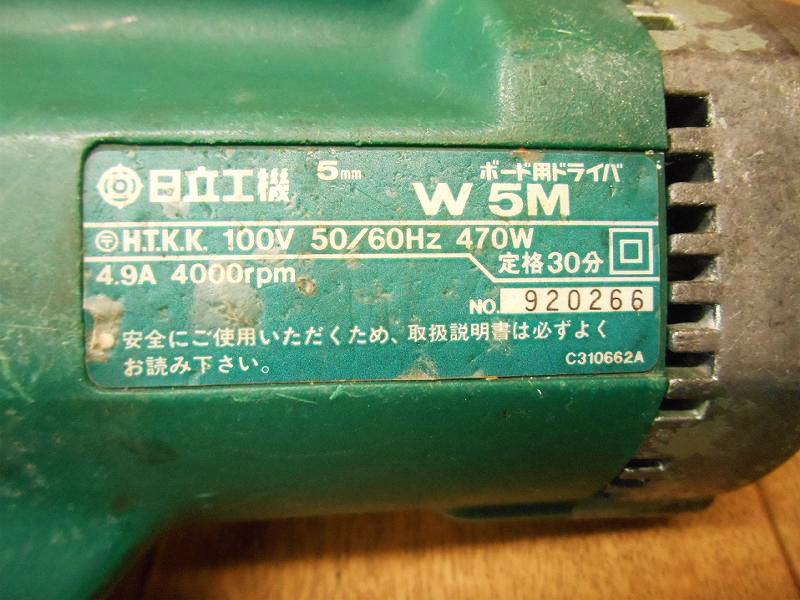 日立工機 5mm ボード用ドライバ
W 5M
〒 H.T.K.K. 100V 50/60Hz 470W
4.9A 4000rpm 定格30分
NO. 920266
安全にご使用いただくため、取扱説明書は必ずよく
お読み下さい。
C310662A